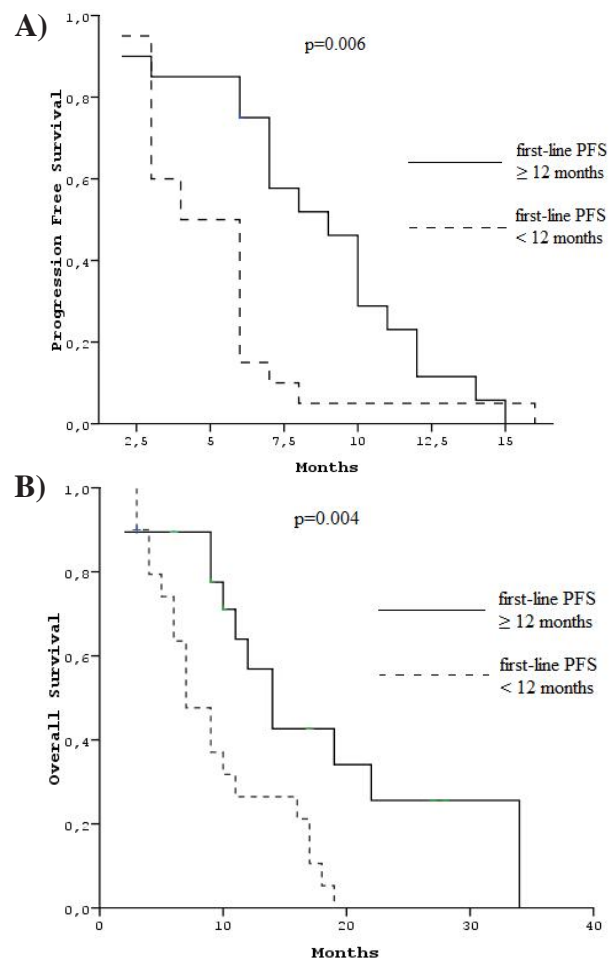 A)
p=0.006
1,0
0,8
0,6
0,4
0,2
0,0
Progression Free Survival
first-line PFS
≥ 12 months
first-line PFS
< 12 months
2,5
5
7,5
10
12,5
15
Months
B)
p=0.004
1,0
0,8
0,6
0,4
0,2
0,0
Overall Survival
first-line PFS
≥ 12 months
first-line PFS
< 12 months
0
10
20
30
40
Months